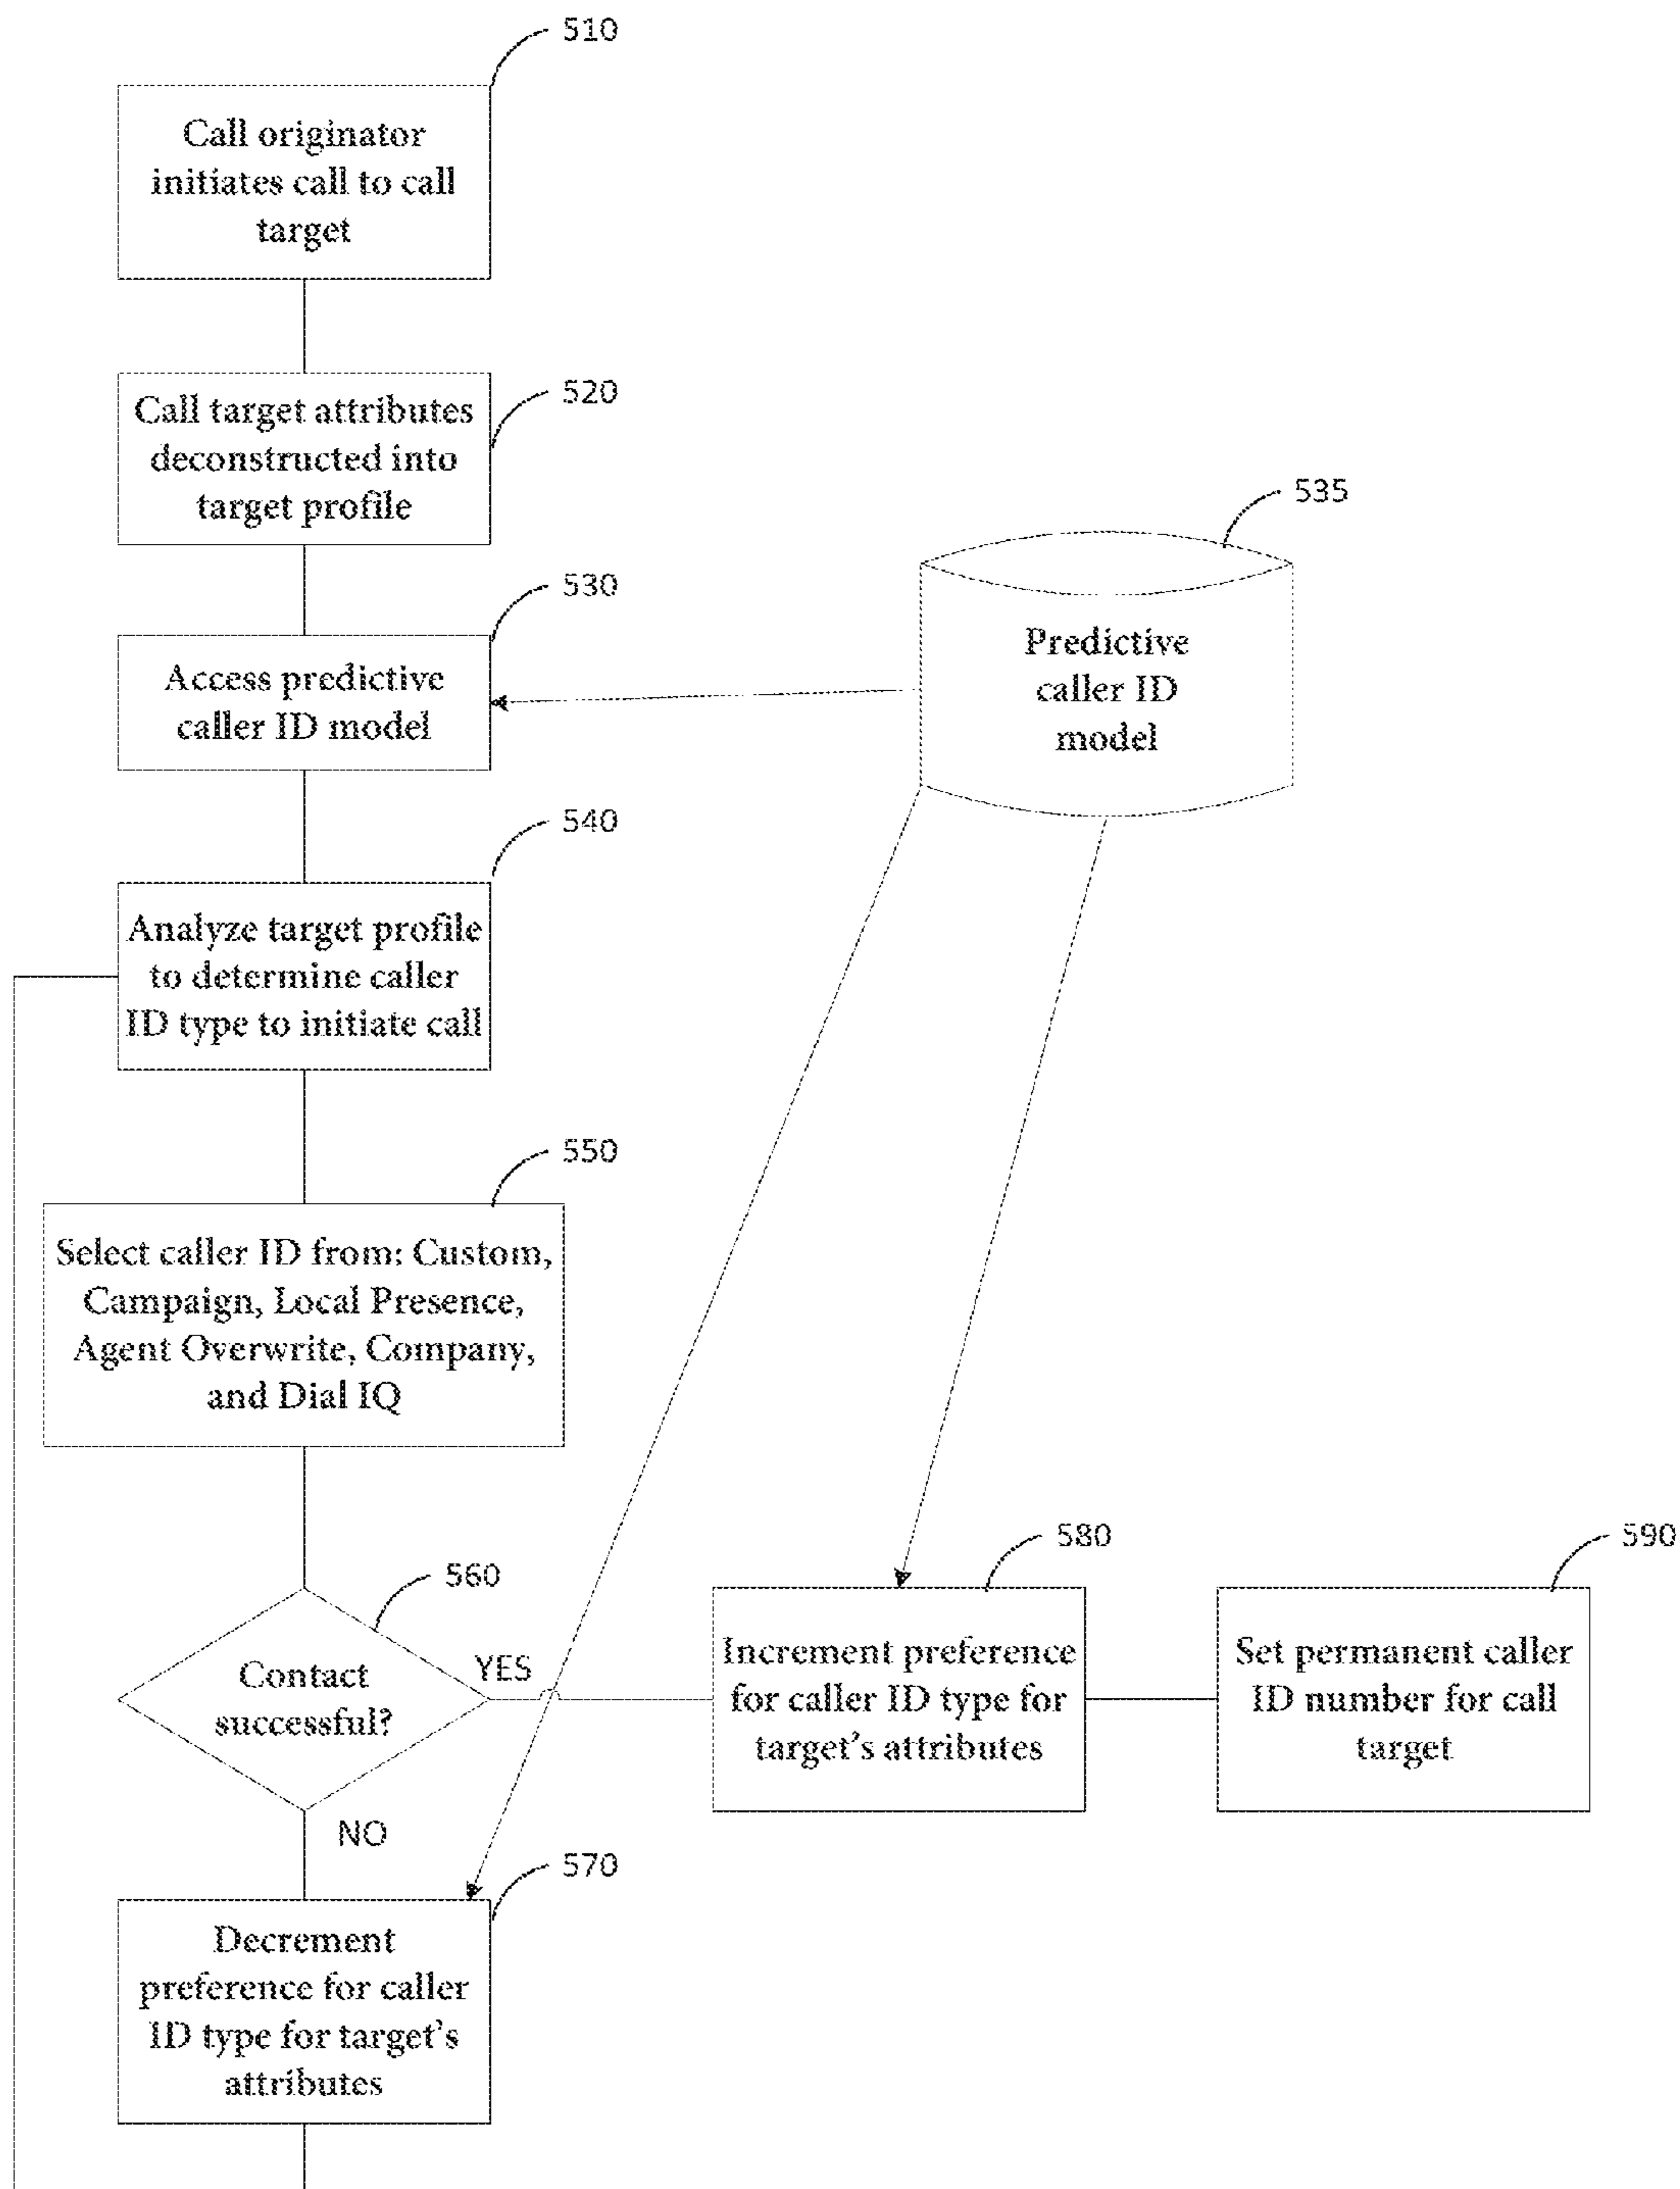 510
Call originator
initiates call to call
target
520
Call target attributes
deconstructed into
target profile
535
530
Access predictive
caller ID model
Predictive
caller ID
model
540
Analyze target profile
to determine caller
ID type to initiate call
550
Select caller ID from: Custom,
Campaign, Local Presence,
Agent Overwrite, Company,
and Dial IQ
560
Contact
successful?
YES
NO
580
Increment preference
for caller ID type for
target's attributes
590
Set permanent caller
ID number for call
target
570
Decrement
preference for caller
ID type for target's
attributes